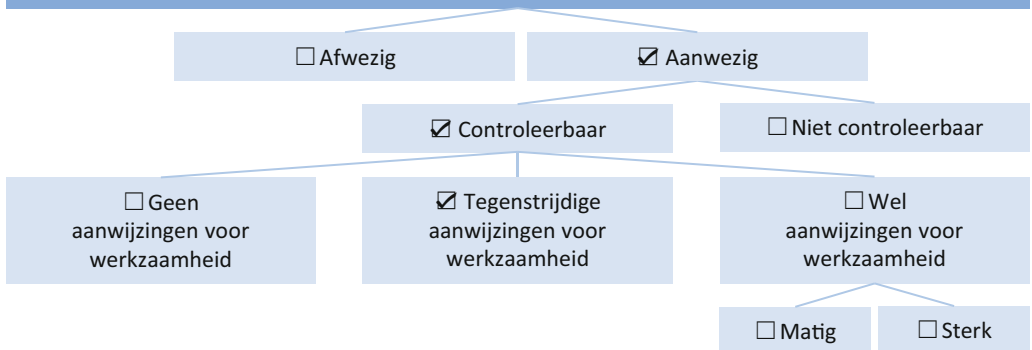 ☐ Afwezig
☑ Aanwezig
☑ Controleerbaar
☐ Niet controleerbaar
☐ Geen
aanwijzingen voor
werkzaamheid
☑ Tegenstrijdige
aanwijzingen voor
werkzaamheid
☐ Wel
aanwijzingen voor
werkzaamheid
☐ Matig
☐ Sterk